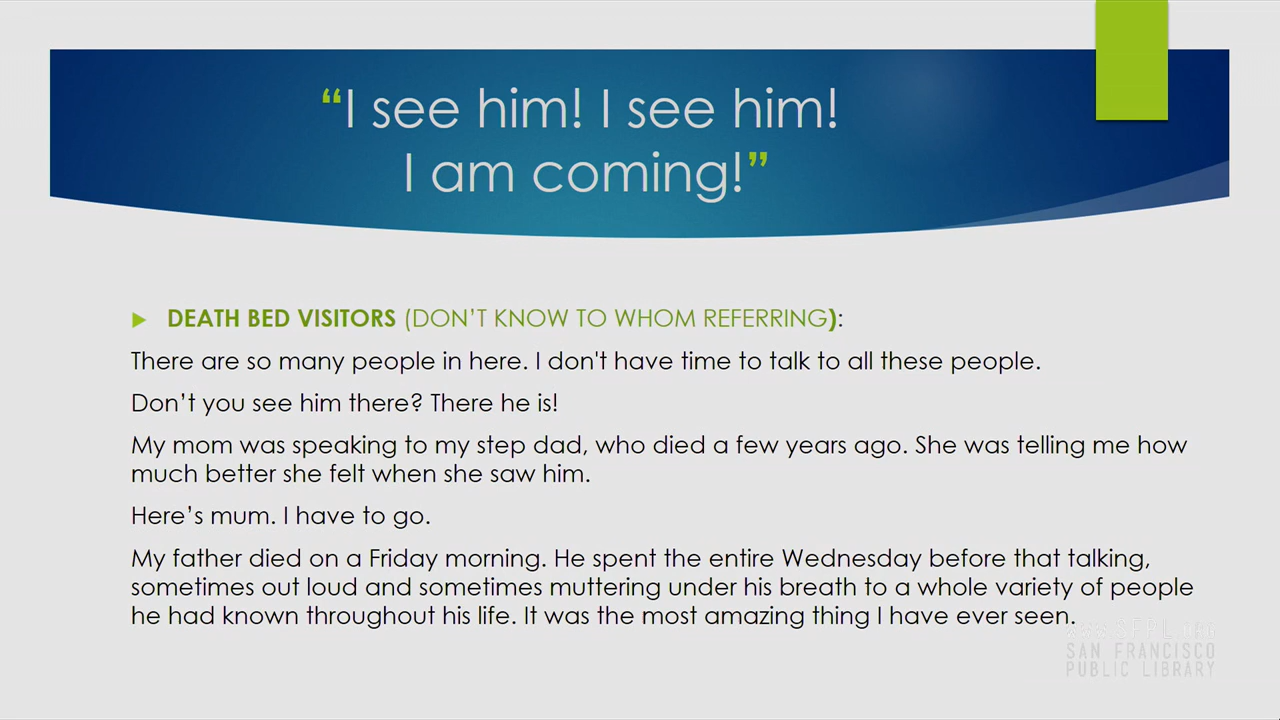 “I see him! I see him!
I am coming!”
DEATH BED VISITORS (DON’T KNOW TO WHOM REFERRING):
There are so many people in here. I don't have time to talk to all these people.
Don’t you see him there? There he is!
My mom was speaking to my step dad, who died a few years ago. She was telling me how
much better she felt when she saw him.
Here’s mum. I have to go.
My father died on a Friday morning. He spent the entire Wednesday before that talking,
sometimes out loud and sometimes muttering under his breath to a whole variety of people
he had known throughout his life. It was the most amazing thing I have ever seen.
www.SFPL.org
SAN FRANCISCO
PUBLIC LIBRARY